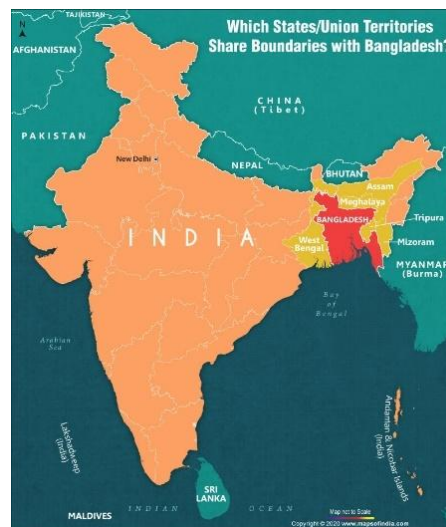 TAJIKISTAN
N
Which States/Union Territories
Share Boundaries with Bangladesh?
AFGHANISTAN
CHINA
(Tibet)
PAKISTAN
New Delhi
NEPAL
BHUTAN
Assam
Meghalaya
BANGLADESH
Tripura
INDIA
West
Bengal
Mizoram
MYANMAR
(Burma)
Bay
of
Bengal
Arabian
Sea
Lakshadweep
(India)
Andaman & Nicobar Islands
(India)
SRI
LANKA
MALDIVES
INDIAN OCEAN
Map not to Scale
Copyright © 2020 www.mapsofindia.com